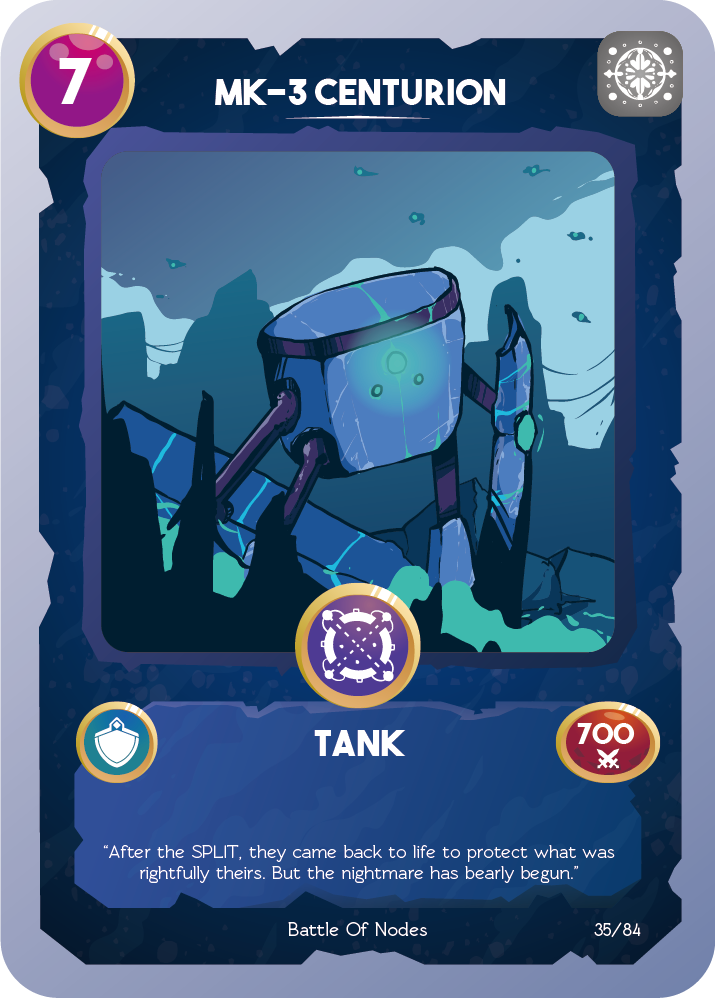 7
MK-3 CENTURION
TANK
700
“After the SPLIT, they came back to life to protect what was
rightfully theirs. But the nightmare has bearly begun.”
Battle Of Nodes
35/84